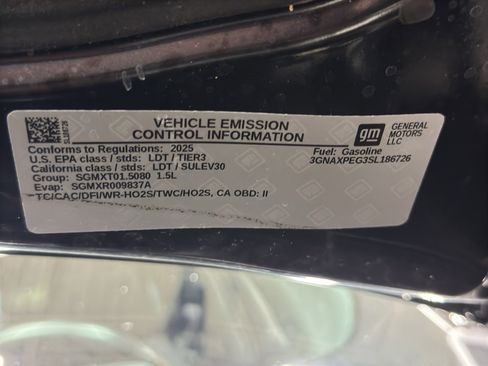 SL186726
VEHICLE EMISSION
CONTROL INFORMATION
gm
GENERAL
MOTORS
LLC
Conforms to Regulations: 2025
U.S. EPA class / stds: LDT / TIER3
California class / stds: LDT / SULEV30
Group: SGMXT01.5080 1.5L
Evap: SGMXR009837A
TC/CAC/DFI/WR-HO2S/TWC/HO2S, CA OBD: II
Fuel: Gasoline
3GNAXPEG3SL186726